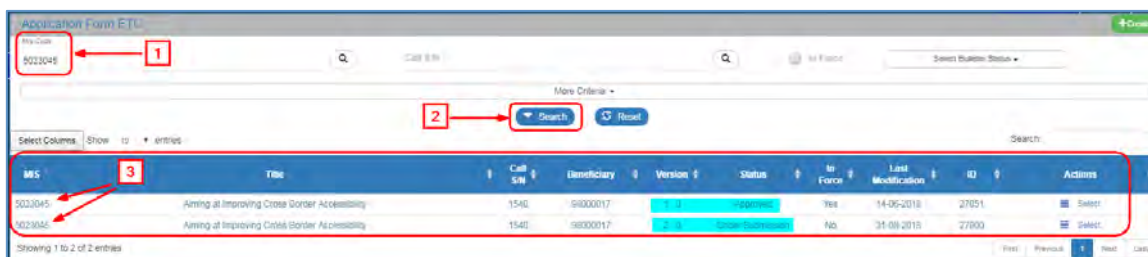 Application Form ETC
+Create
Mis Code
5023045
1
Call S/N
In Force
Select Bulletin Status
More Criteria
2
Search
Reset
Select Columns
Show 10 entries
Search:
3
MIS Title Call S/N Beneficiary Version Status In Force Last Modification ID Actions
5023045 Aiming at Improving Cross Border Accessibility 1540 98000017 1 0 Approved Yes 14-06-2018 27051 Select
5023045 Aiming at Improving Cross Border Accessibility 1540 98000017 2 0 Under Submission No 31-08-2018 Select
Showing 1 to 2 of 2 entries
First Previous 1 Next Last